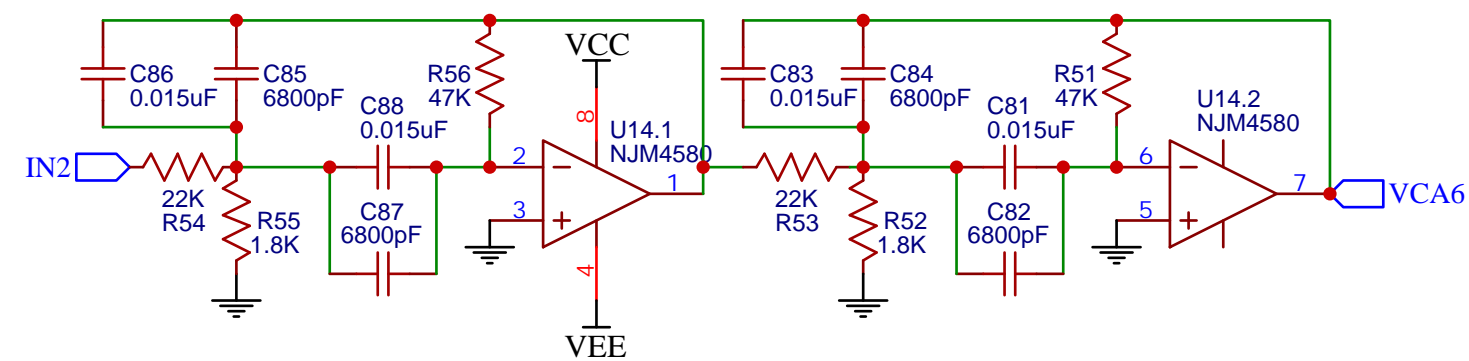 VCC
C86
0.015uF
C85
6800pF
R56
47K
C88
0.015uF
8
U14.1
NJM4580
C83
0.015uF
C84
6800pF
R51
47K
C81
0.015uF
U14.2
NJM4580
IN2
22K
R54
R55
1.8K
C87
6800pF
2
3
1
4
VEE
22K
R53
R52
1.8K
C82
6800pF
6
5
7
VCA6